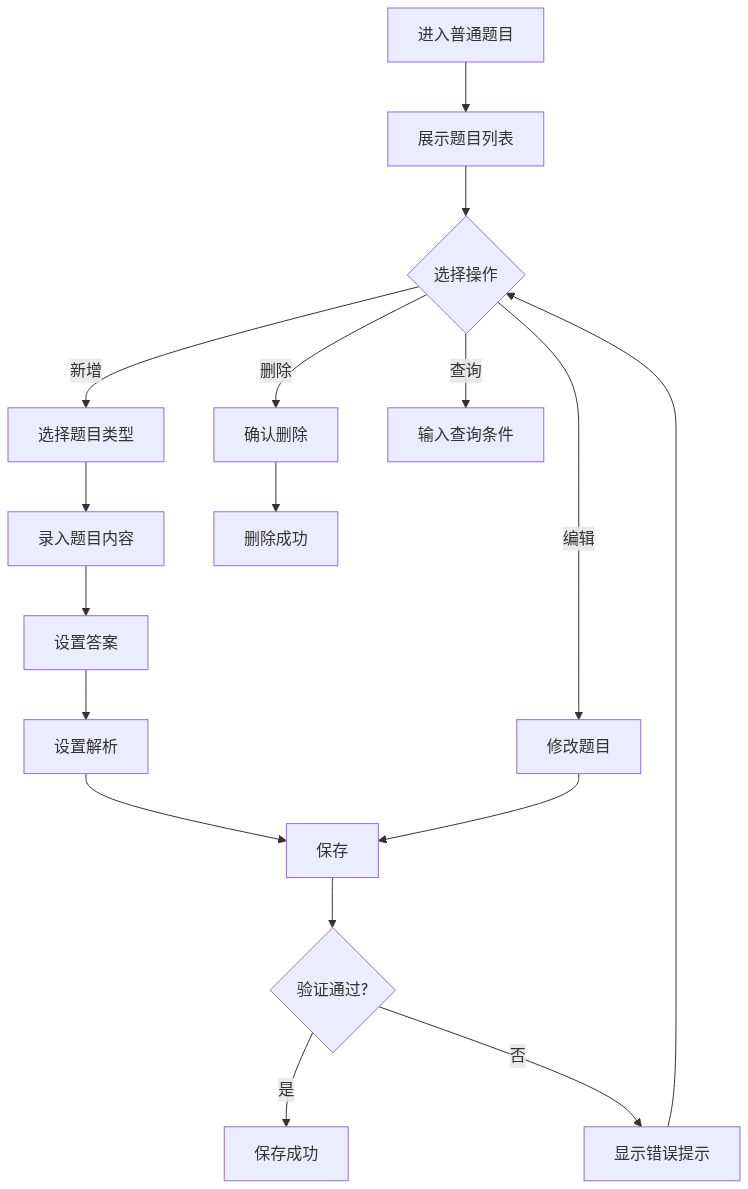 进入普通题目
展示题目列表
选择操作
新增
删除
查询
选择题目类型
确认删除
输入查询条件
录入题目内容
删除成功
编辑
设置答案
设置解析
修改题目
保存
验证通过?
否
是
保存成功
显示错误提示